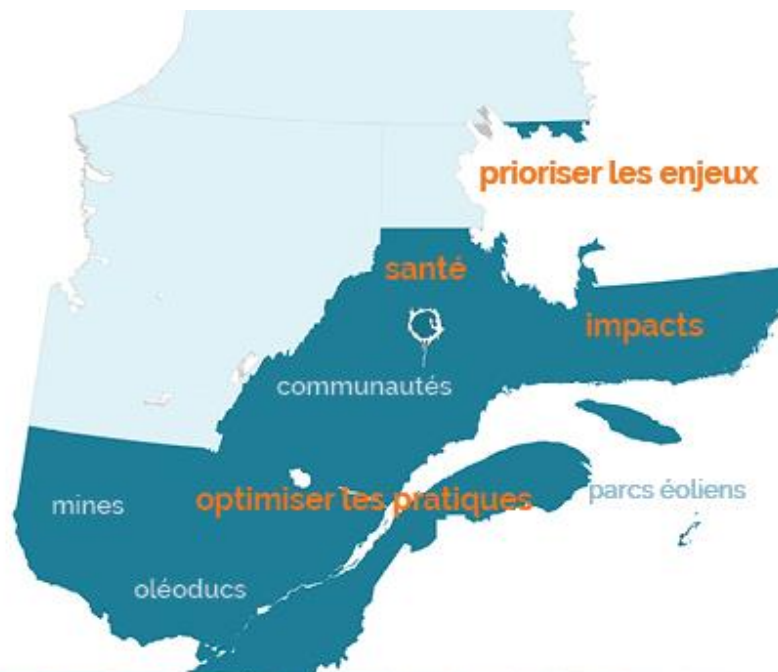 prioriser les enjeux
santé
impacts
communautés
optimiser les pratiques
parcs éoliens
mines
oléoducs